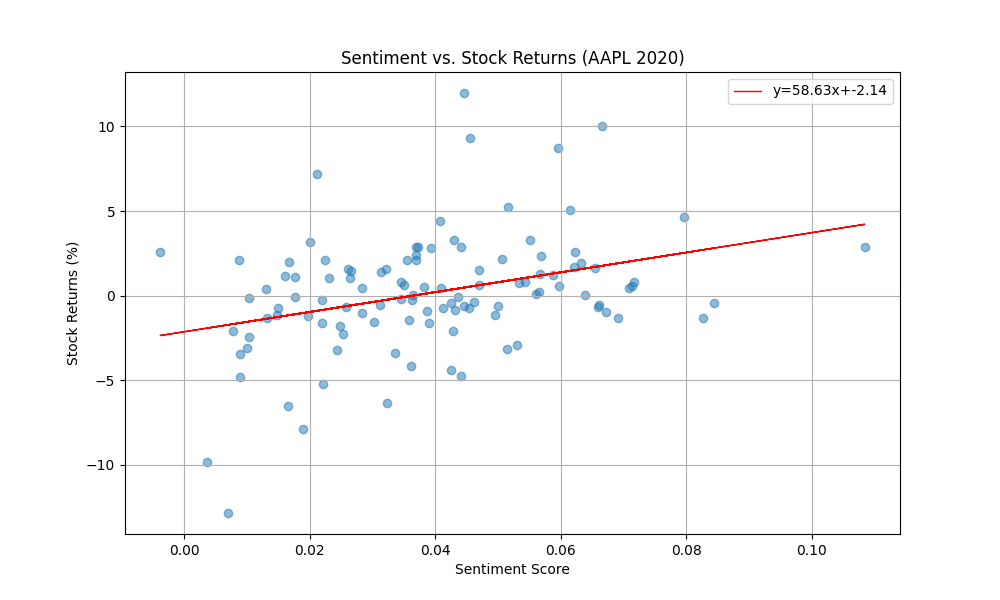 Sentiment vs. Stock Returns (AAPL 2020)
y=58.63x+-2.14
Stock Returns (%)
10
5
0
−5
−10
0.00 0.02 0.04 0.06 0.08 0.10
Sentiment Score